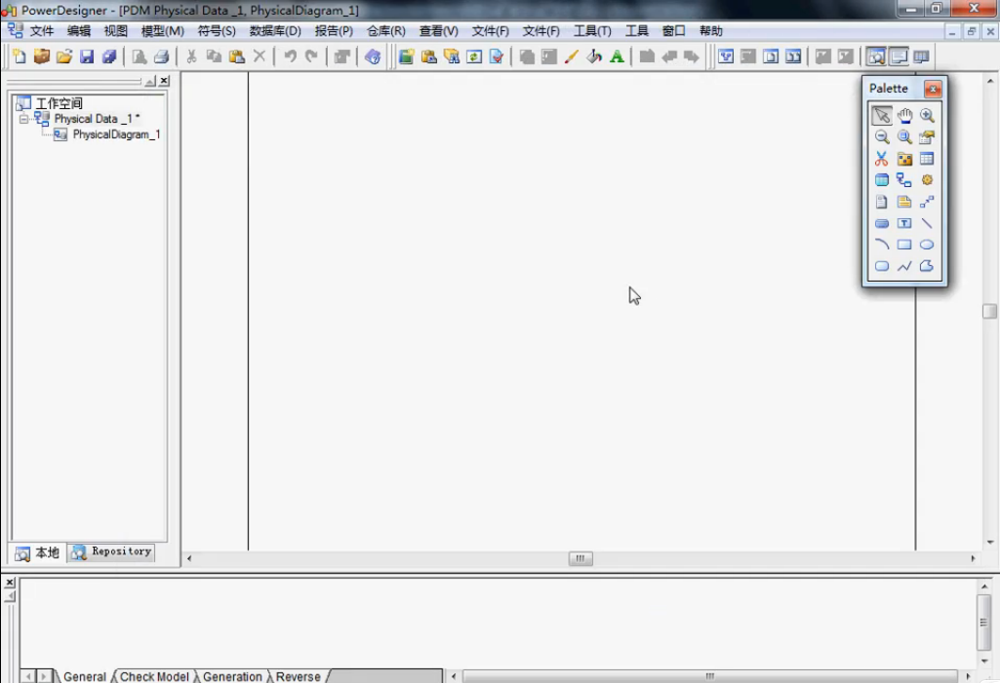 PowerDesigner - [PDM Physical Data _1, PhysicalDiagram_1]
文件 编辑 视图 模型(M) 符号(S) 数据库(D) 报告(P) 仓库(R) 查看(V) 文件(F) 文件(F) 工具(T) 工具 窗口 帮助
Palette
工作空间
Physical Data _1 *
PhysicalDiagram_1
本地 Repository
General Check Model Generation Reverse